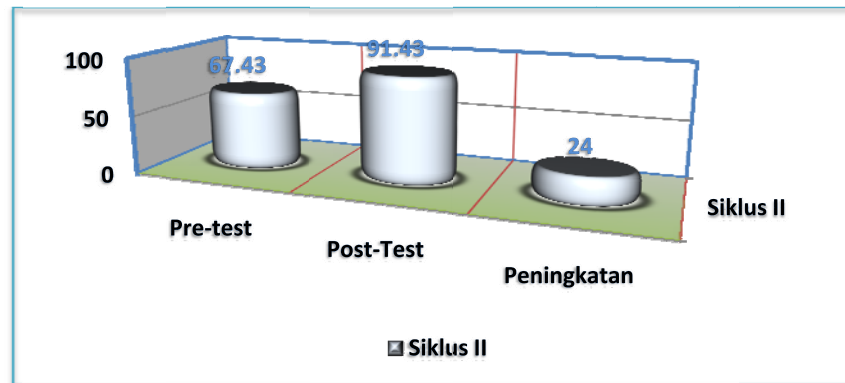 100
50
0
67.43
91.43
24
Pre-test
Post-Test
Peningkatan
Siklus II
Siklus II